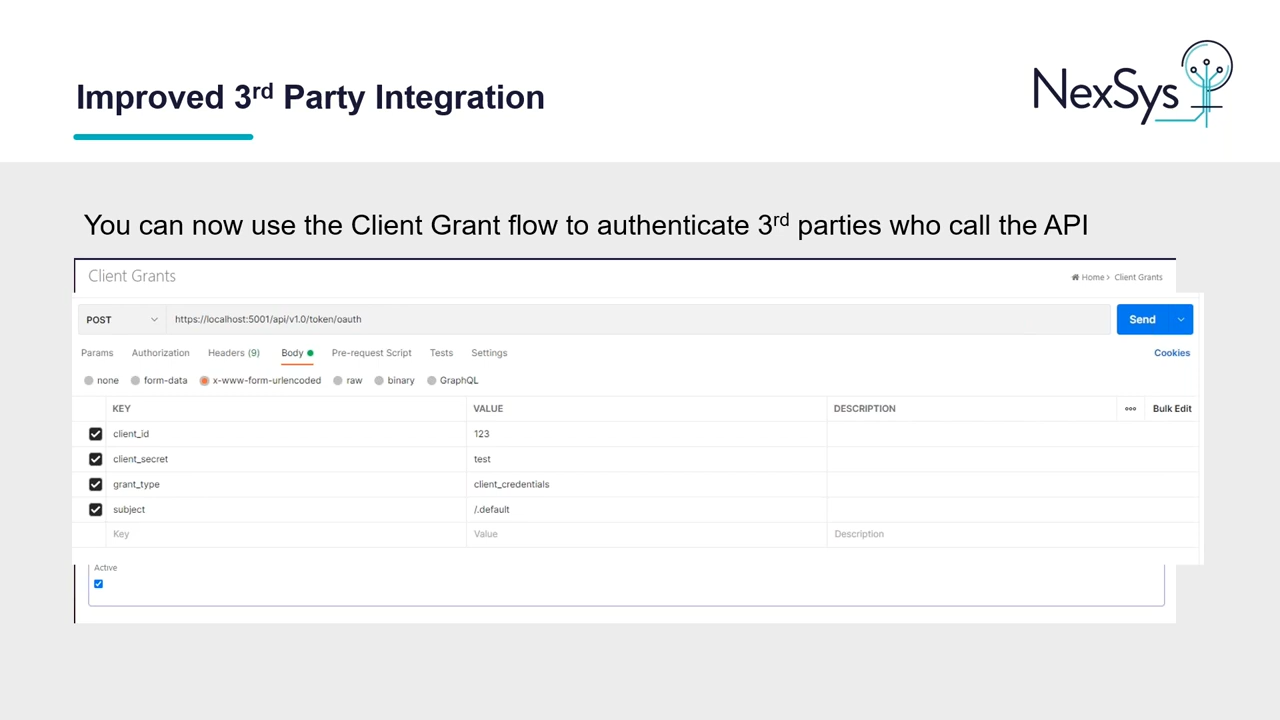 Improved 3rd Party Integration
NexSys
You can now use the Client Grant flow to authenticate 3rd parties who call the API
Client Grants
Home > Client Grants
POST https://localhost:5001/api/v1.0/token/oauth Send
Params Authorization Headers (9) Body Pre-request Script Tests Settings Cookies
none form-data x-www-form-urlencoded raw binary GraphQL
KEY VALUE DESCRIPTION Bulk Edit
client_id 123
client_secret test
grant_type client_credentials
subject /.default
Key Value Description
Active